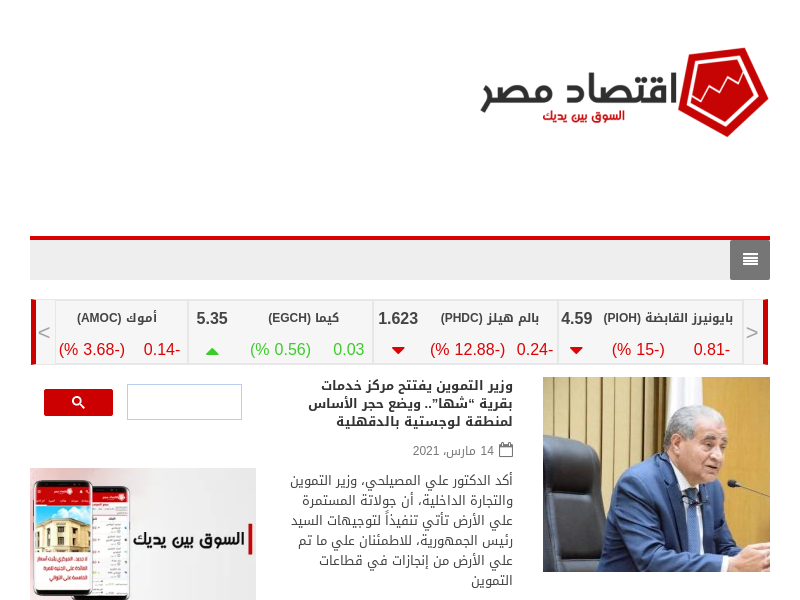 اقتصاد مصر
السوق بين يديك
بايونيرز القابضة (PIOH) 4.59
-0.81 (-15 %)
بالم هيلز (PHDC) 1.623
-0.24 (-12.88 %)
كيما (EGCH) 5.35
0.03 (0.56 %)
أموك (AMOC)
-0.14 (-3.68 %)
وزير التموين يفتتح مركز خدمات
بقرية “شها”.. ويضع حجر الأساس
لمنطقة لوجستية بالدقهلية
14 مارس، 2021
أكد الدكتور علي المصيلحي، وزير التموين
والتجارة الداخلية، أن جولاتة المستمرة
علي الأرض تأتي تنفيذاً لتوجيهات السيد
رئيس الجمهورية، للاطمئنان علي ما تم
علي الأرض من إنجازات في قطاعات
التموين
السوق بين يديك